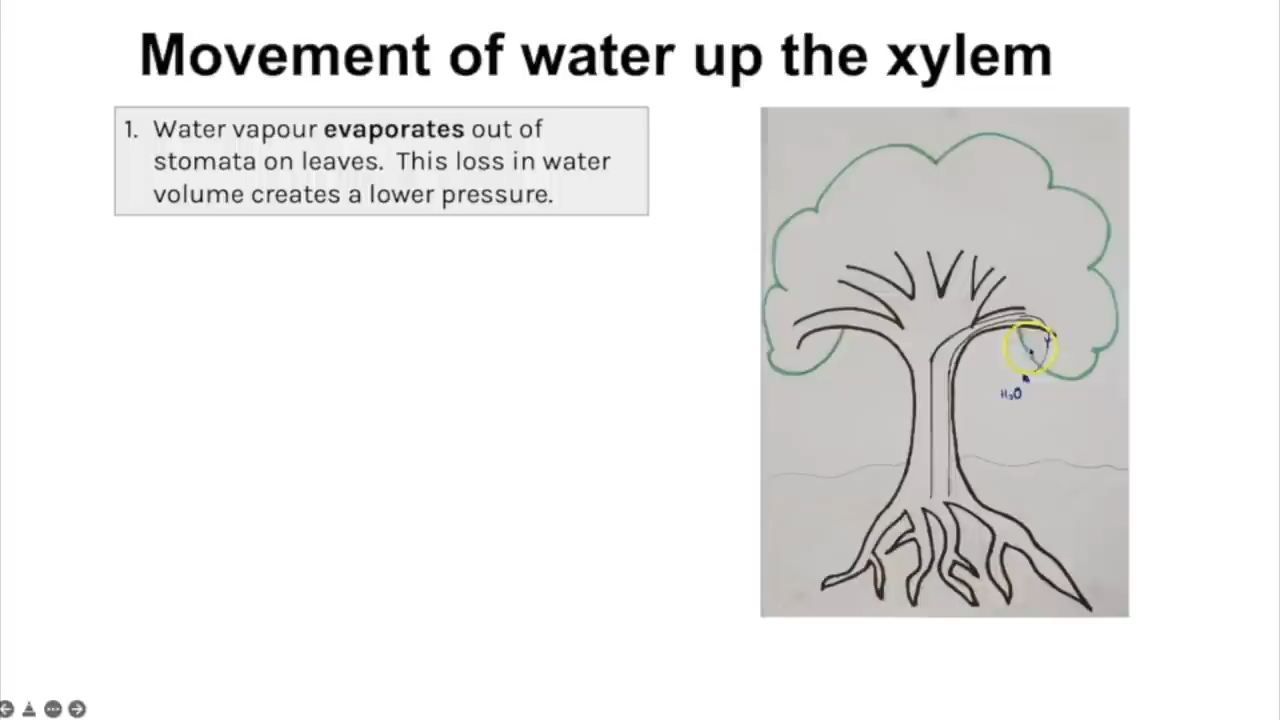 Movement of water up the xylem
1. Water vapour evaporates out of
stomata on leaves. This loss in water
volume creates a lower pressure.
H₂O